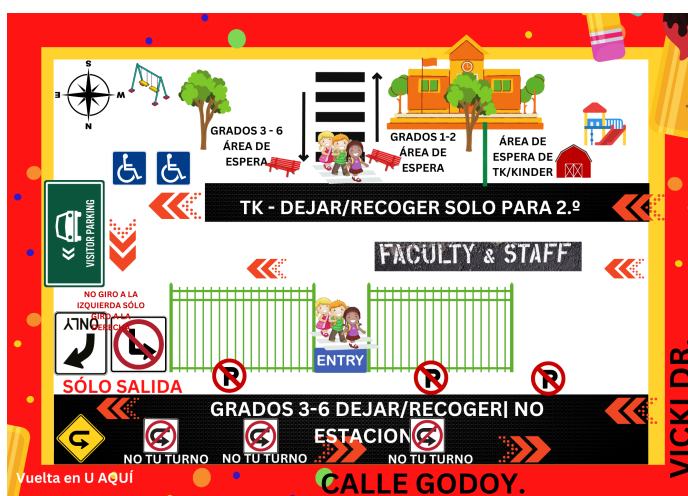 S
E
W
N
GRADOS 3 - 6
ÁREA DE
ESPERA
GRADOS 1-2
ÁREA DE
ESPERA
ÁREA DE
ESPERA DE
TK/KINDER
VISITOR PARKING
TK - DEJAR/RECOGER SOLO PARA 2.º
FACULTY & STAFF
NO GIRO A LA
IZQUIERDA SÓLO
GIRO A LA
DERECHA
ONLY
ENTRY
SÓLO SALIDA
P
P
P
GRADOS 3-6 DEJAR/RECOGER| NO
ESTACION
NO TU TURNO
NO TU TURNO
NO TU TURNO
Vuelta en U AQUÍ
CALLE GODOY.
VICKI DR.